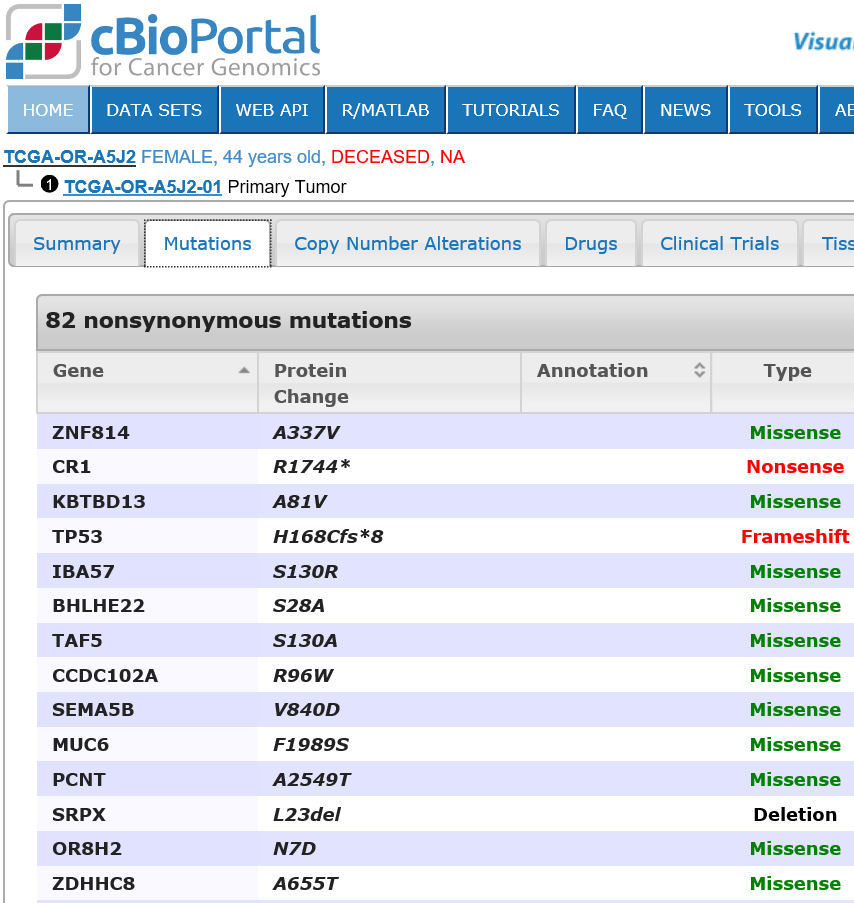 cBioPortal
for Cancer Genomics
HOME DATA SETS WEB API R/MATLAB TUTORIALS FAQ NEWS TOOLS
TCGA-OR-A5J2 FEMALE, 44 years old, DECEASED, NA
1 TCGA-OR-A5J2-01 Primary Tumor
Summary Mutations Copy Number Alterations Drugs Clinical Trials
82 nonsynonymous mutations
Gene Protein Change Annotation Type
ZNF814 A337V Missense
CR1 R1744* Nonsense
KBTBD13 A81V Missense
TP53 H168Cfs*8 Frameshift
IBA57 S130R Missense
BHLHE22 S28A Missense
TAF5 S130A Missense
CCDC102A R96W Missense
SEMA5B V840D Missense
MUC6 F1989S Missense
PCNT A2549T Missense
SRPX L23del Deletion
OR8H2 N7D Missense
ZDHHC8 A655T Missense